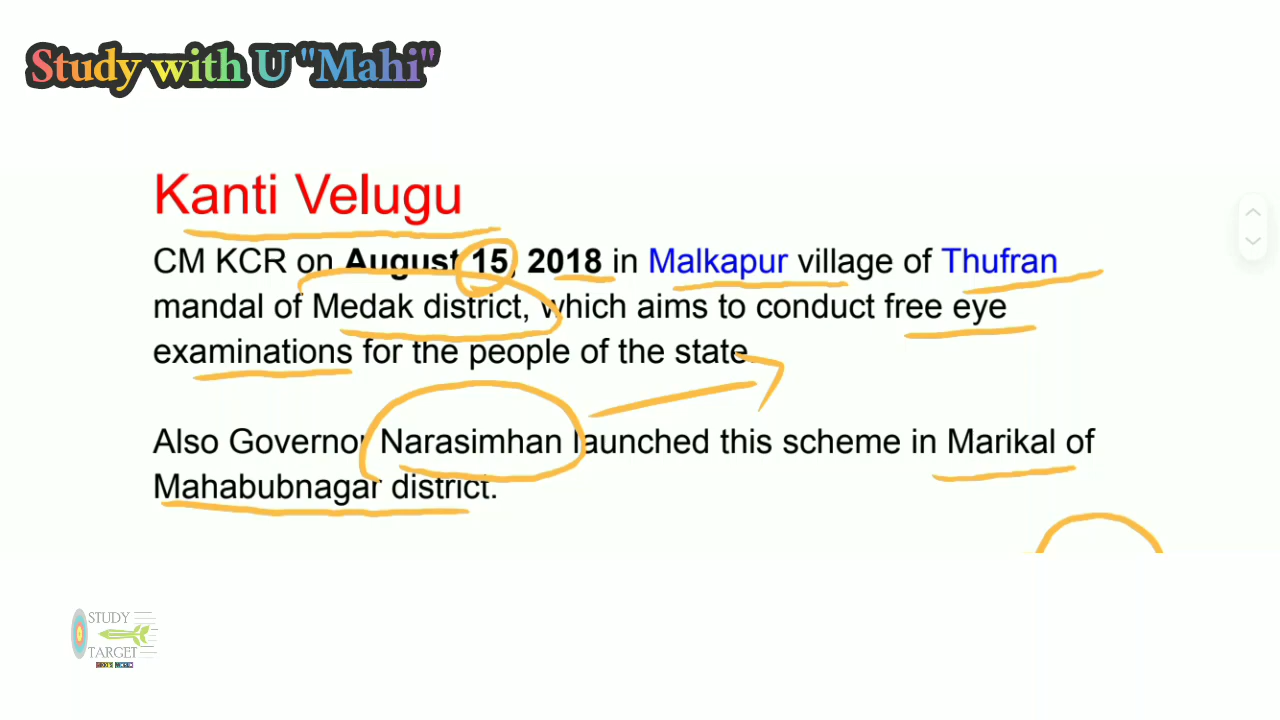 Study with U "Mahi"
Kanti Velugu
CM KCR on August 15, 2018 in Malkapur village of Thufran
mandal of Medak district, which aims to conduct free eye
examinations for the people of the state.
Also Governor Narasimhan launched this scheme in Marikal of
Mahabubnagar district.
STUDY
TARGET